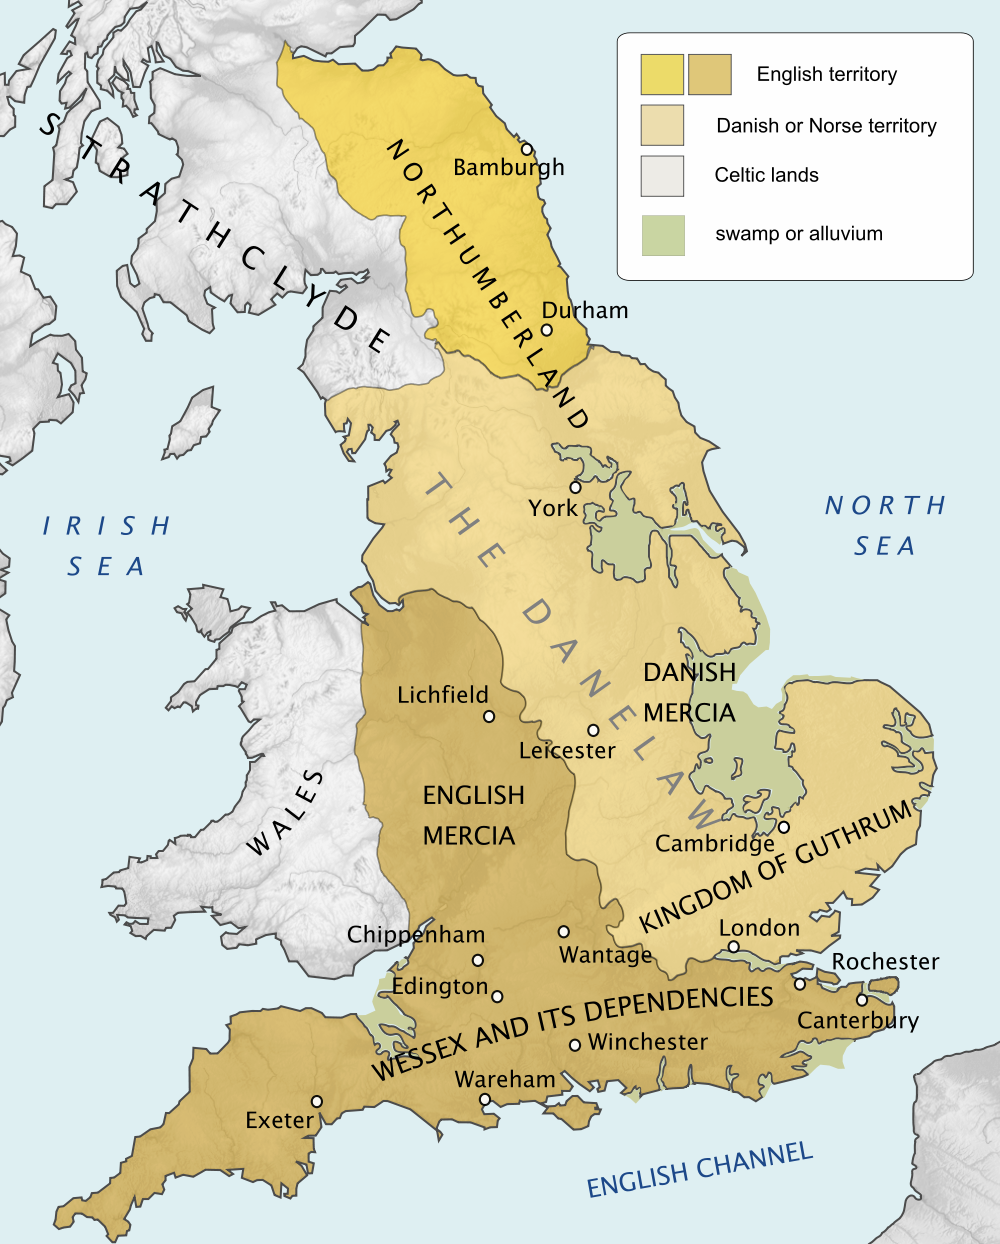 English territory
Danish or Norse territory
Celtic lands
swamp or alluvium
STRATHCLYDE
NORTHUMBERLAND
Bamburgh
Durham
York
THE DANELAW
IRISH
SEA
NORTH
SEA
DANISH
MERCIA
Lichfield
Leicester
ENGLISH
MERCIA
WALES
Cambridge
KINGDOM OF GUTHRUM
London
Chippenham
Wantage
Rochester
Edington
WESSEX AND ITS DEPENDENCIES
Canterbury
Winchester
Wareham
Exeter
ENGLISH CHANNEL